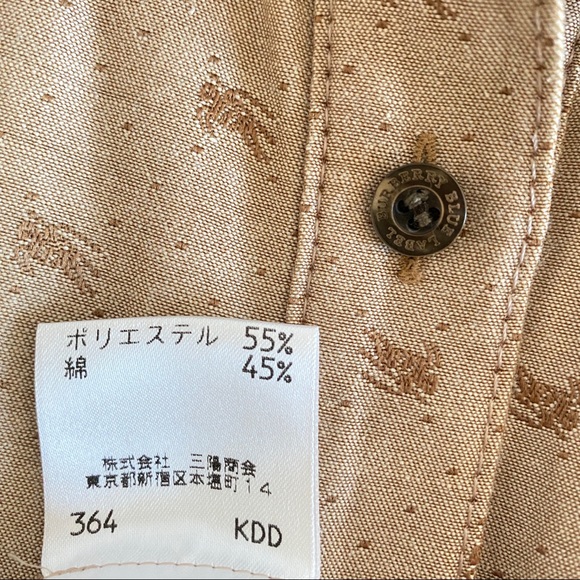 BURBERRY BLUE LABEL
ポリエステル 55%
綿 45%
株式会社 三陽商会
東京都新宿区本塩町14
364 KDD